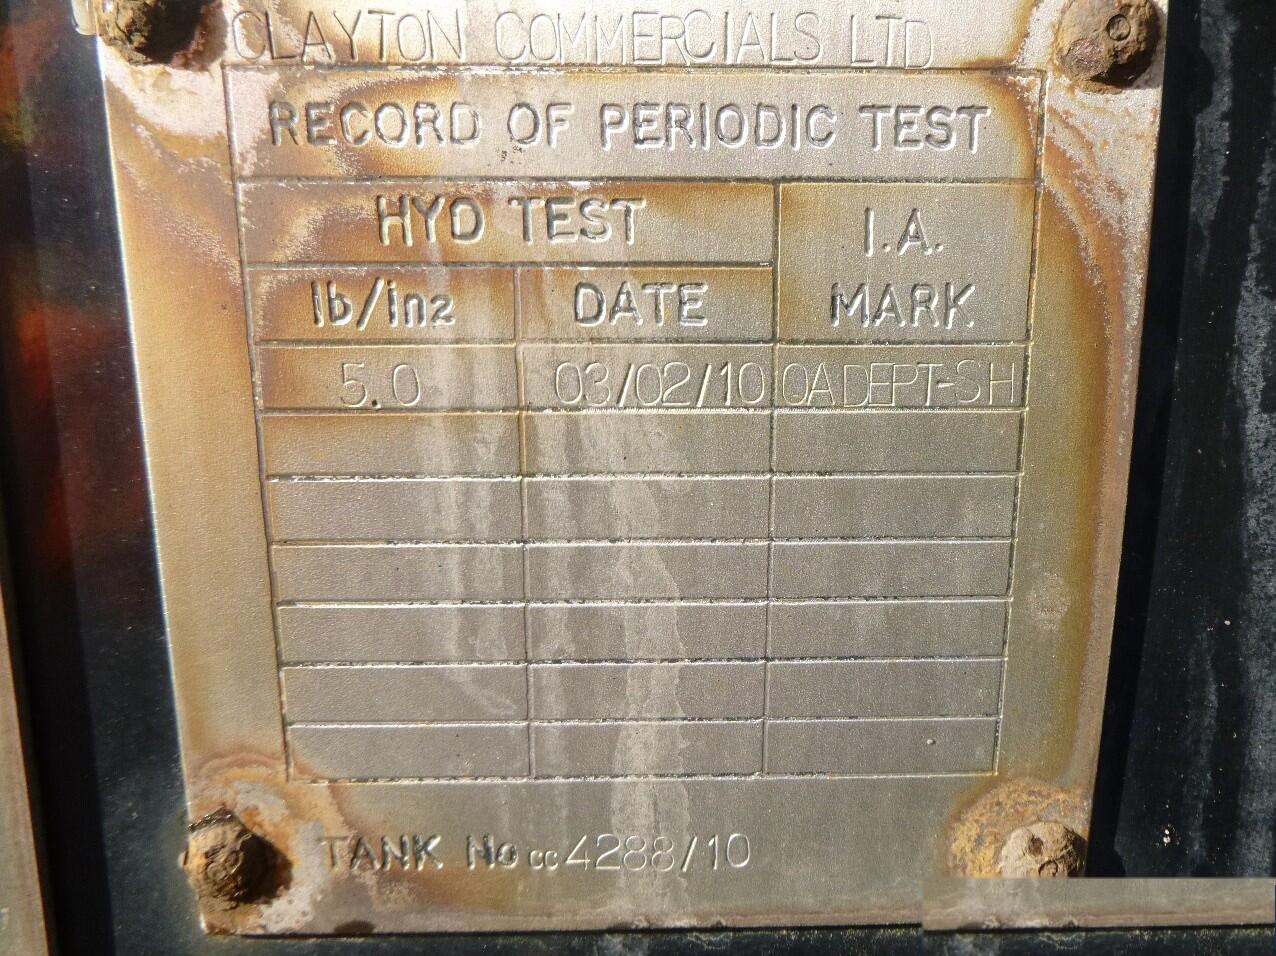 CLAYTON COMMERCIALS LTD
RECORD OF PERIODIC TEST
HYD TEST
I.A.
MARK
lb/in2
DATE
5.0
03/02/10
QA DEPT-SH
TANK No cc 4288/10